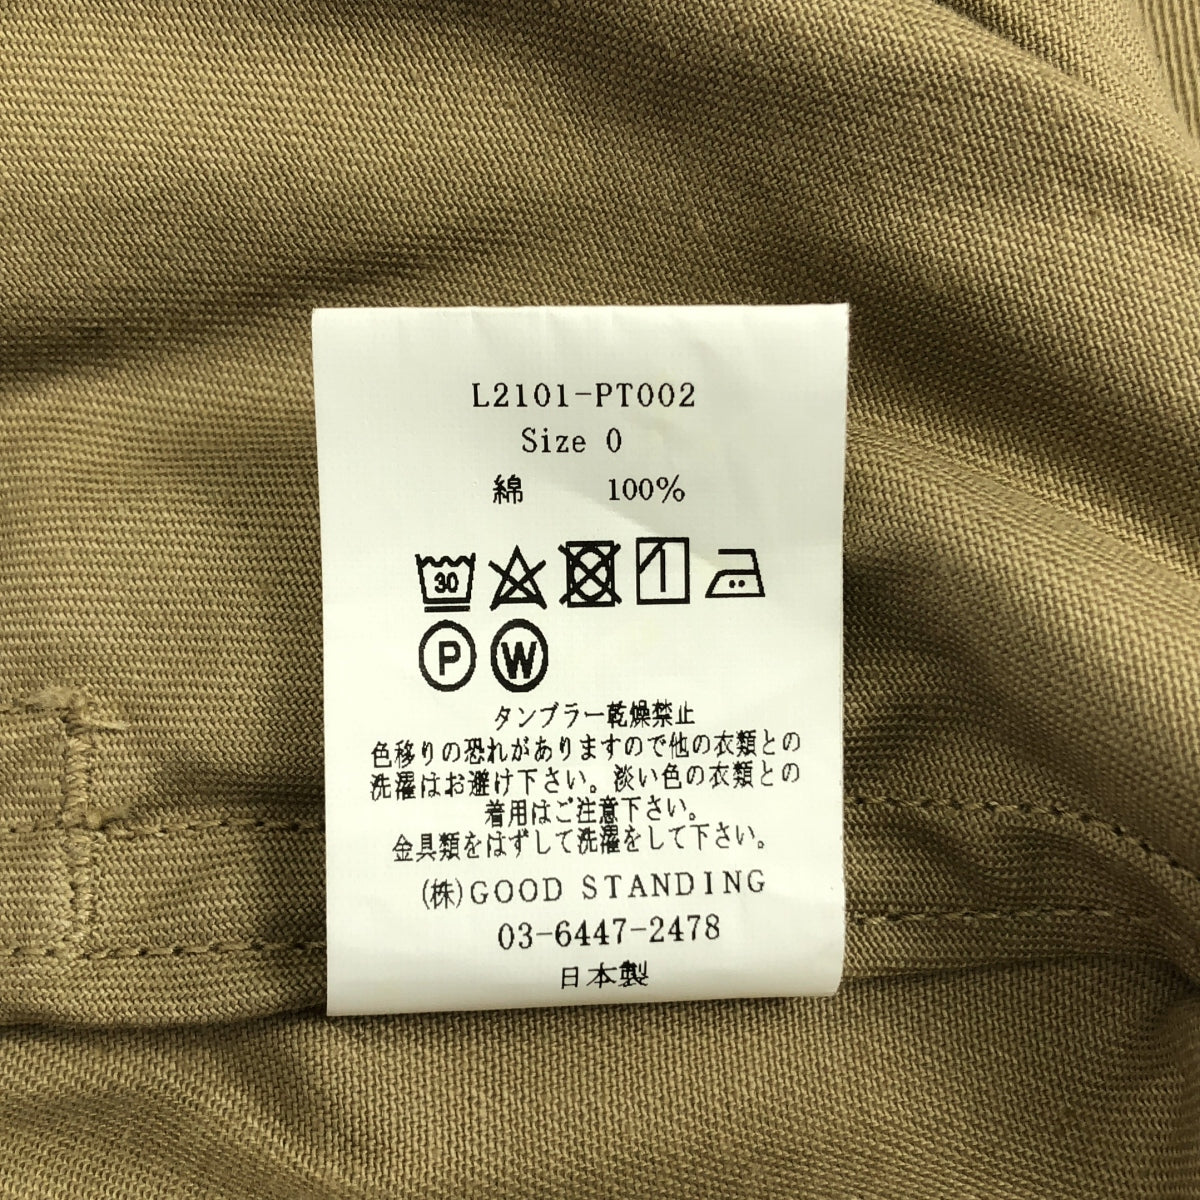 L2101-PT002
Size 0
綿 100%
30
P W
タンブラー乾燥禁止
色移りの恐れがありますので他の衣類との
洗濯はお避け下さい。淡い色の衣類との
着用はご注意下さい。
金具類をはずして洗濯をして下さい。
(株)GOOD STANDING
03-6447-2478
日本製